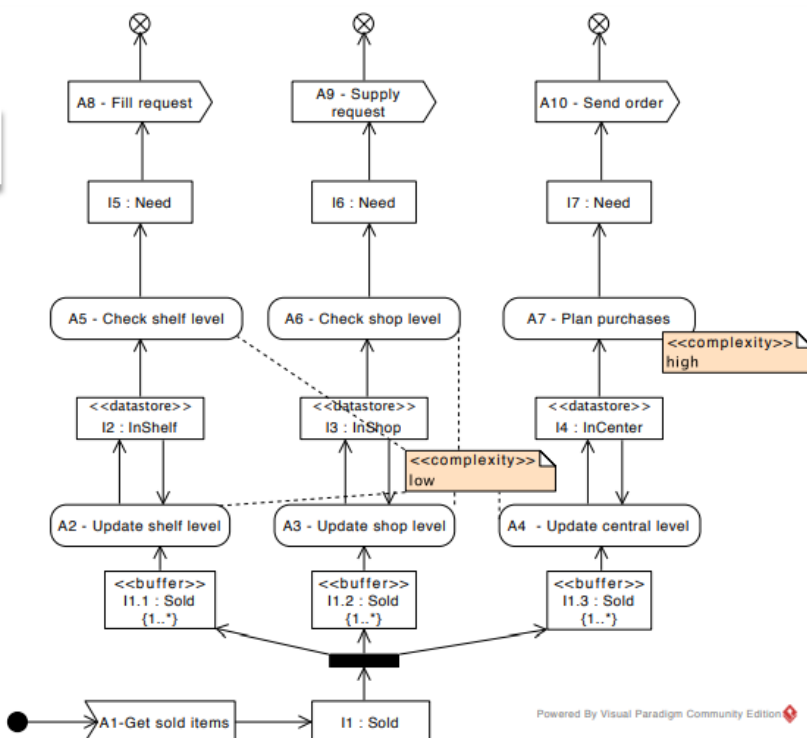 A8 - Fill request
A9 - Supply
request
A10 - Send order
I5 : Need
I6 : Need
I7 : Need
A5 - Check shelf level
A6 - Check shop level
A7 - Plan purchases
<<complexity>>
high
<<datastore>>
I2 : InShelf
<<datastore>>
I3 : InShop
<<datastore>>
I4 : InCenter
<<complexity>>
low
A2 - Update shelf level
A3 - Update shop level
A4 - Update central level
<<buffer>>
I1.1 : Sold
{1..*}
<<buffer>>
I1.2 : Sold
{1..*}
<<buffer>>
I1.3 : Sold
{1..*}
A1-Get sold items
I1 : Sold
Powered By Visual Paradigm Community Edition